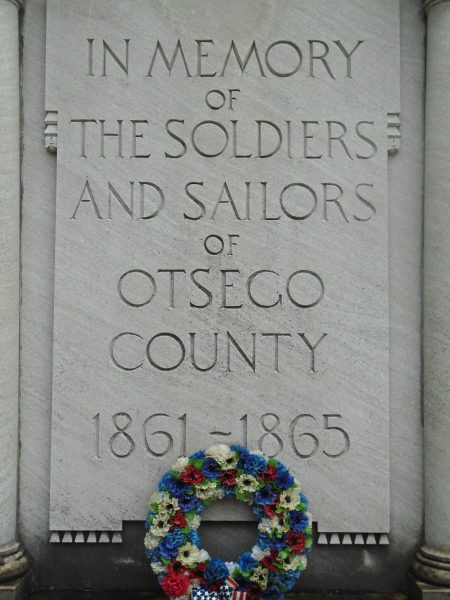 IN MEMORY
OF
THE SOLDIERS
AND SAILORS
OF
OTSEGO
COUNTY
1861-1865